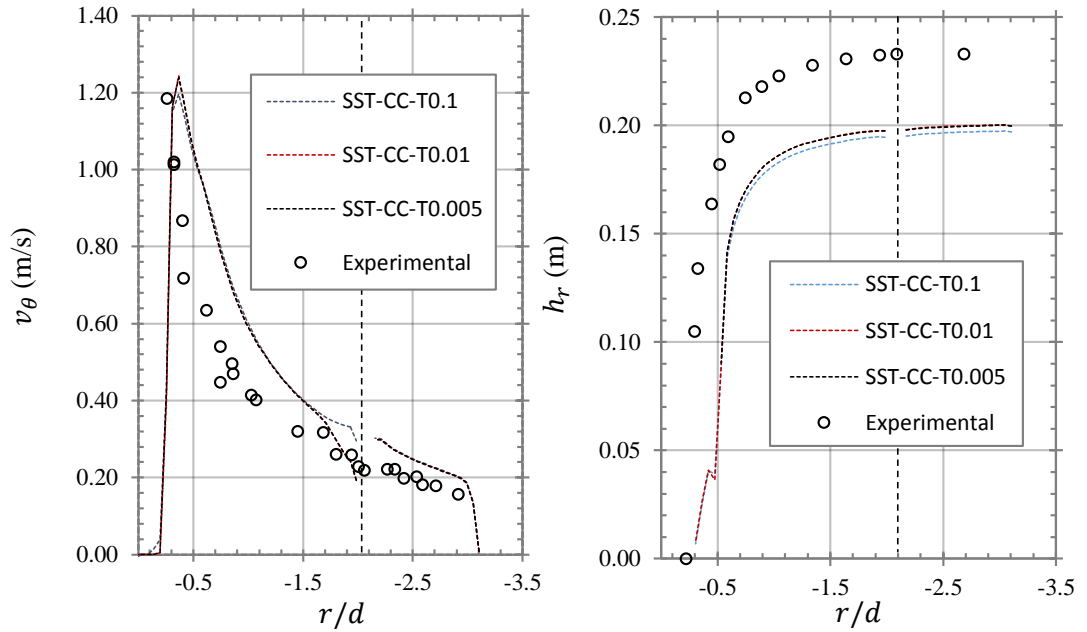 1.40
1.20
1.00
0.80
0.60
0.40
0.20
0.00
v_θ (m/s)
-0.5 -1.5 -2.5 -3.5
r/d
SST-CC-T0.1
SST-CC-T0.01
SST-CC-T0.005
Experimental
0.25
0.20
0.15
0.10
0.05
0.00
h_r (m)
-0.5 -1.5 -2.5 -3.5
r/d
SST-CC-T0.1
SST-CC-T0.01
SST-CC-T0.005
Experimental